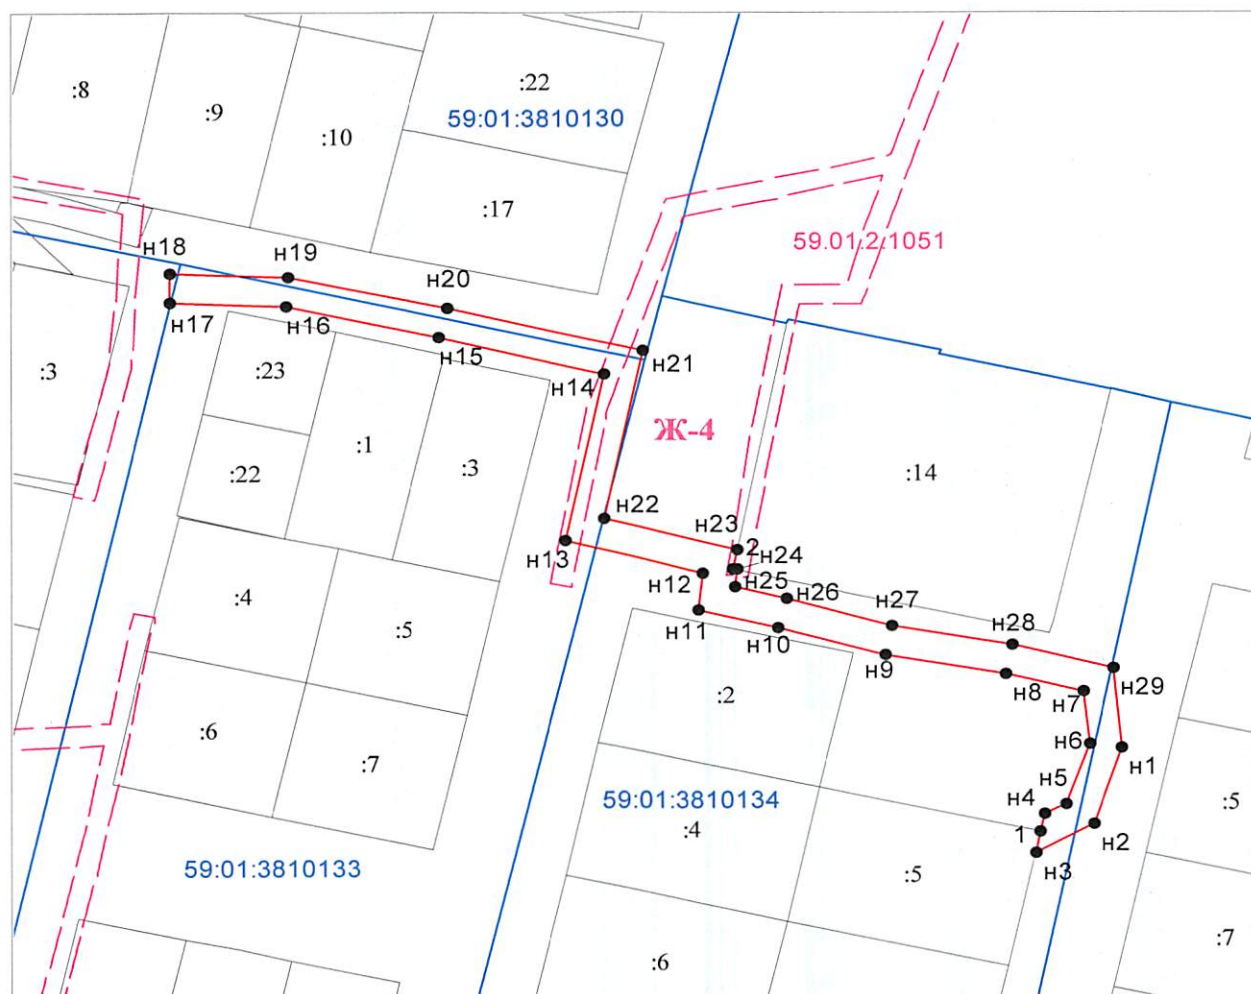 :8
:9
:10
:22
59:01:3810130
:17
59.01.2.1051
н18
н19
н20
н21
н17
н16
н15
н14
:3
:23
:1
:3
Ж-4
:22
:14
н22
н23
2
н24
н13
н12
н25
н26
н27
н28
н11
н10
н9
н8
н29
н7
:4
:5
:2
н6
н1
:6
:7
н5
н4
н2
1
н3
59:01:3810134
:4
:5
:5
59:01:3810133
:6
:7